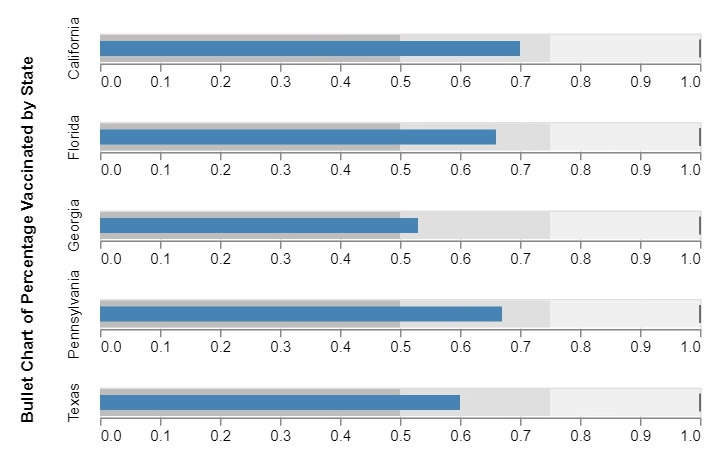 Bullet Chart of Percentage Vaccinated by State
California
0.0 0.1 0.2 0.3 0.4 0.5 0.6 0.7 0.8 0.9 1.0
Florida
0.0 0.1 0.2 0.3 0.4 0.5 0.6 0.7 0.8 0.9 1.0
Georgia
0.0 0.1 0.2 0.3 0.4 0.5 0.6 0.7 0.8 0.9 1.0
Pennsylvania
0.0 0.1 0.2 0.3 0.4 0.5 0.6 0.7 0.8 0.9 1.0
Texas
0.0 0.1 0.2 0.3 0.4 0.5 0.6 0.7 0.8 0.9 1.0